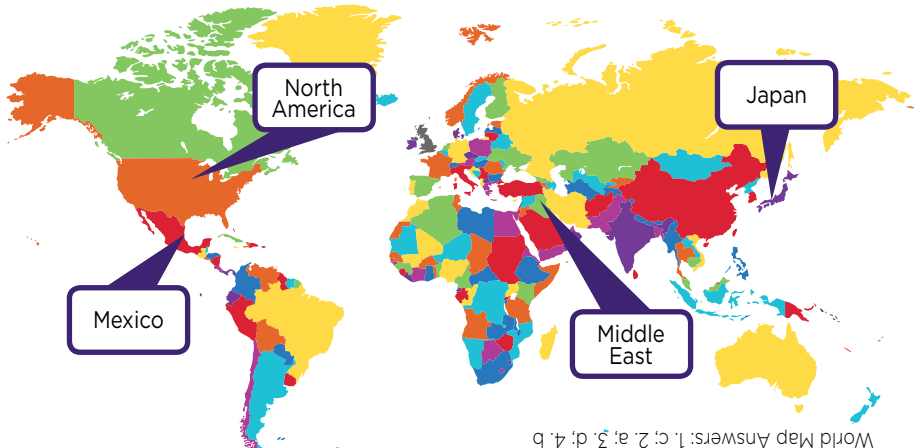 North
America
Japan
Mexico
Middle
East
World Map Answers: 1. c; 2. a; 3. d; 4. b